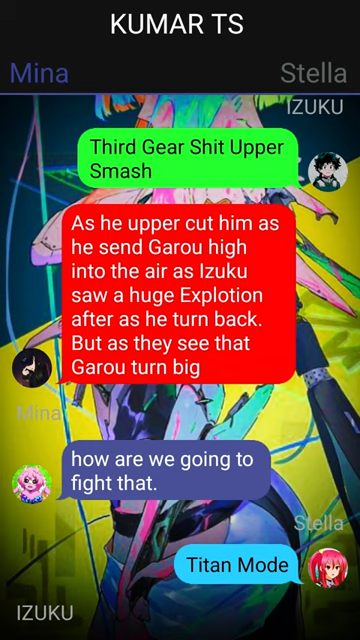 KUMAR TS
Mina
Stella
IZUKU
Third Gear Shit Upper
Smash
As he upper cut him as
he send Garou high
into the air as Izuku
saw a huge Explotion
after as he turn back.
But as they see that
Garou turn big
Mina
how are we going to
fight that.
Stella
Titan Mode
IZUKU